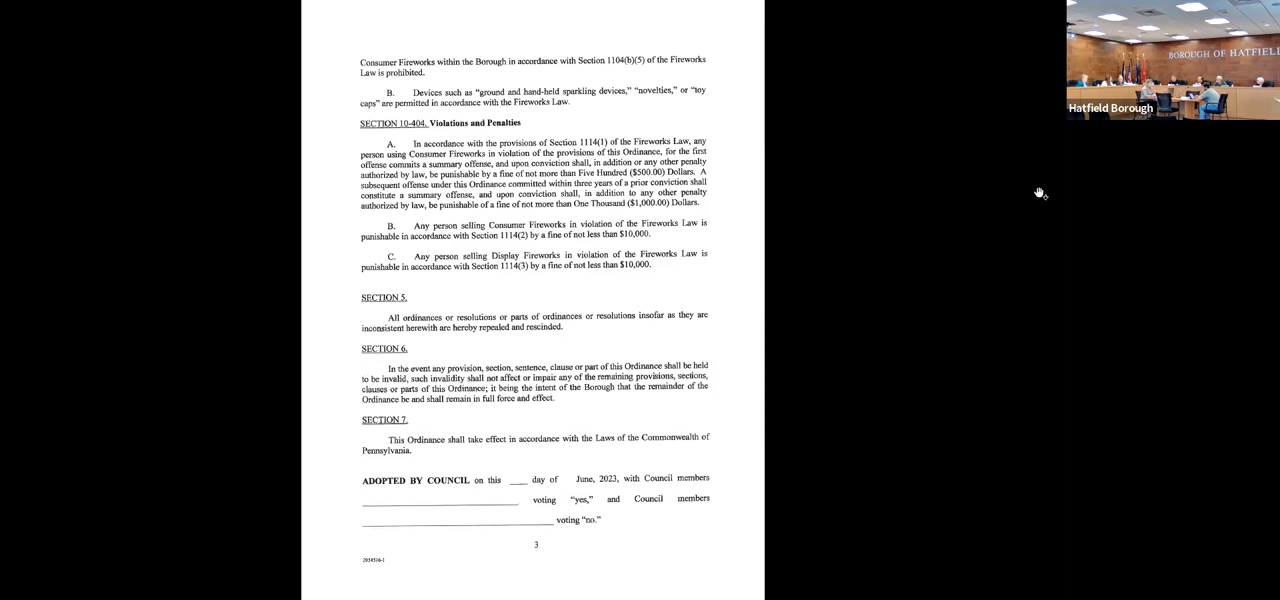 Consumer Fireworks within the Borough in accordance with Section 1104(b)(5) of the Fireworks
Law is prohibited.
B. Devices such as “ground and hand-held sparkling devices,” “novelties,” or “toy
caps” are permitted in accordance with the Fireworks Law.
SECTION 10-404. Violations and Penalties
A. In accordance with the provisions of Section 1114(1) of the Fireworks Law, any
person using Consumer Fireworks in violation of the provisions of this Ordinance, for the first
offense commits a summary offense, and upon conviction shall, in addition or any other penalty
authorized by law, be punishable by a fine of not more than Five Hundred ($500.00) Dollars. A
subsequent offense under this Ordinance committed within three years of a prior conviction shall
constitute a summary offense, and upon conviction shall, in addition to any other penalty
authorized by law, be punishable of a fine of not more than One Thousand ($1,000.00) Dollars.
B. Any person selling Consumer Fireworks in violation of the Fireworks Law is
punishable in accordance with Section 1114(2) by a fine of not less than $10,000.
C. Any person selling Display Fireworks in violation of the Fireworks Law is
punishable in accordance with Section 1114(3) by a fine of not less than $10,000.
SECTION 5.
All ordinances or resolutions or parts of ordinances or resolutions insofar as they are
inconsistent herewith are hereby repealed and rescinded.
SECTION 6.
In the event any provision, section, sentence, clause or part of this Ordinance shall be held
to be invalid, such invalidity shall not affect or impair any of the remaining provisions, sections,
clauses or parts of this Ordinance; it being the intent of the Borough that the remainder of the
Ordinance be and shall remain in full force and effect.
SECTION 7.
This Ordinance shall take effect in accordance with the Laws of the Commonwealth of
Pennsylvania.
ADOPTED BY COUNCIL on this ____ day of June, 2023, with Council members
____ voting “yes,” and Council members
____ voting “no.”
3
2038516-1
BOROUGH OF HATFIELD
Hatfield Borough